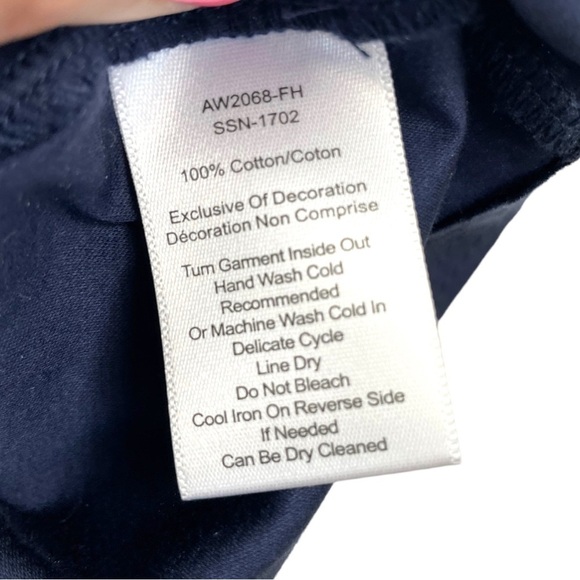 AW2068-FH
SSN-1702
100% Cotton/Coton
Exclusive Of Decoration
Décoration Non Comprise
Turn Garment Inside Out
Hand Wash Cold
Recommended
Or Machine Wash Cold In
Delicate Cycle
Line Dry
Do Not Bleach
Cool Iron On Reverse Side
If Needed
Can Be Dry Cleaned